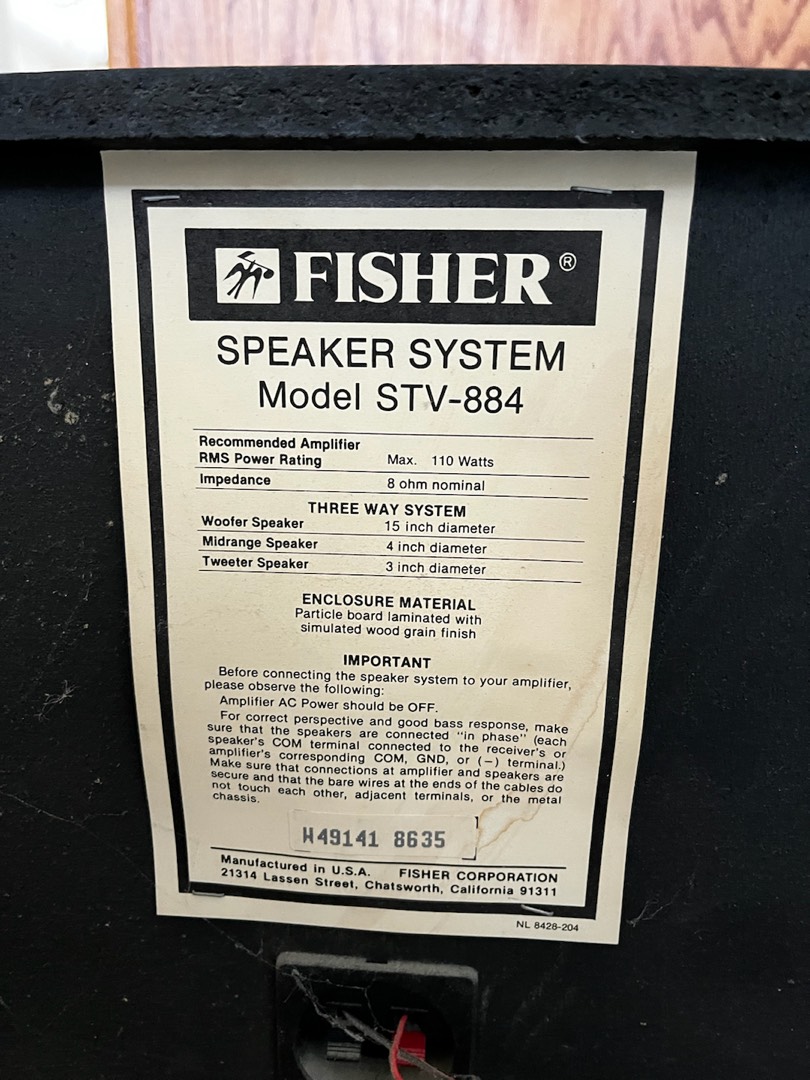 FISHER®
SPEAKER SYSTEM
Model STV-884
Recommended Amplifier
RMS Power Rating Max. 110 Watts
Impedance 8 ohm nominal
THREE WAY SYSTEM
Woofer Speaker 15 inch diameter
Midrange Speaker 4 inch diameter
Tweeter Speaker 3 inch diameter
ENCLOSURE MATERIAL
Particle board laminated with
simulated wood grain finish
IMPORTANT
Before connecting the speaker system to your amplifier,
please observe the following:
Amplifier AC Power should be OFF.
For correct perspective and good bass response, make
sure that the speakers are connected "in phase" (each
speaker's COM terminal connected to the receiver's or
amplifier's corresponding COM, GND, or (−) terminal.)
Make sure that connections at amplifier and speakers are
secure and that the bare wires at the ends of the cables do
not touch each other, adjacent terminals, or the metal
chassis.
W49141 8635
Manufactured in U.S.A. FISHER CORPORATION
21314 Lassen Street, Chatsworth, California 91311
NL 8428-204